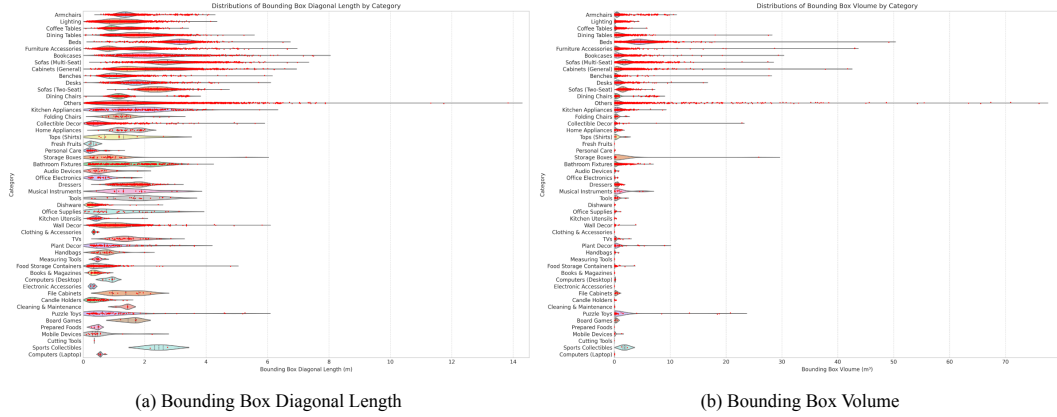 Distributions of Bounding Box Diagonal Length by Category
Category
Armchairs
Lighting
Coffee Tables
Dining Tables
Beds
Furniture Accessories
Bookcases
Sofas (Multi-Seat)
Cabinets (General)
Benches
Desks
Sofas (Two-Seat)
Dining Chairs
Others
Kitchen Appliances
Folding Chairs
Collectible Decor
Home Appliances
Tops (Shirts)
Fresh Fruits
Personal Care
Storage Boxes
Bathroom Fixtures
Audio Devices
Office Electronics
Dressers
Musical Instruments
Tools
Dishware
Office Supplies
Kitchen Utensils
Wall Decor
Clothing & Accessories
TVs
Plant Decor
Handbags
Measuring Tools
Food Storage Containers
Books & Magazines
Computers (Desktop)
Electronic Accessories
File Cabinets
Candle Holders
Cleaning & Maintenance
Puzzle Toys
Board Games
Prepared Foods
Mobile Devices
Cutting Tools
Sports Collectibles
Computers (Laptop)
0 2 4 6 8 10 12 14
Bounding Box Diagonal Length (m)
(a) Bounding Box Diagonal Length
Distributions of Bounding Box Vloume by Category
Category
Armchairs
Lighting
Coffee Tables
Dining Tables
Beds
Furniture Accessories
Bookcases
Sofas (Multi-Seat)
Cabinets (General)
Benches
Desks
Sofas (Two-Seat)
Dining Chairs
Others
Kitchen Appliances
Folding Chairs
Collectible Decor
Home Appliances
Tops (Shirts)
Fresh Fruits
Personal Care
Storage Boxes
Bathroom Fixtures
Audio Devices
Office Electronics
Dressers
Musical Instruments
Tools
Dishware
Office Supplies
Kitchen Utensils
Wall Decor
Clothing & Accessories
TVs
Plant Decor
Handbags
Measuring Tools
Food Storage Containers
Books & Magazines
Computers (Desktop)
Electronic Accessories
File Cabinets
Candle Holders
Cleaning & Maintenance
Puzzle Toys
Board Games
Prepared Foods
Mobile Devices
Cutting Tools
Sports Collectibles
Computers (Laptop)
0 10 20 30 40 50 60 70
Bounding Box Vloume (m³)
(b) Bounding Box Volume